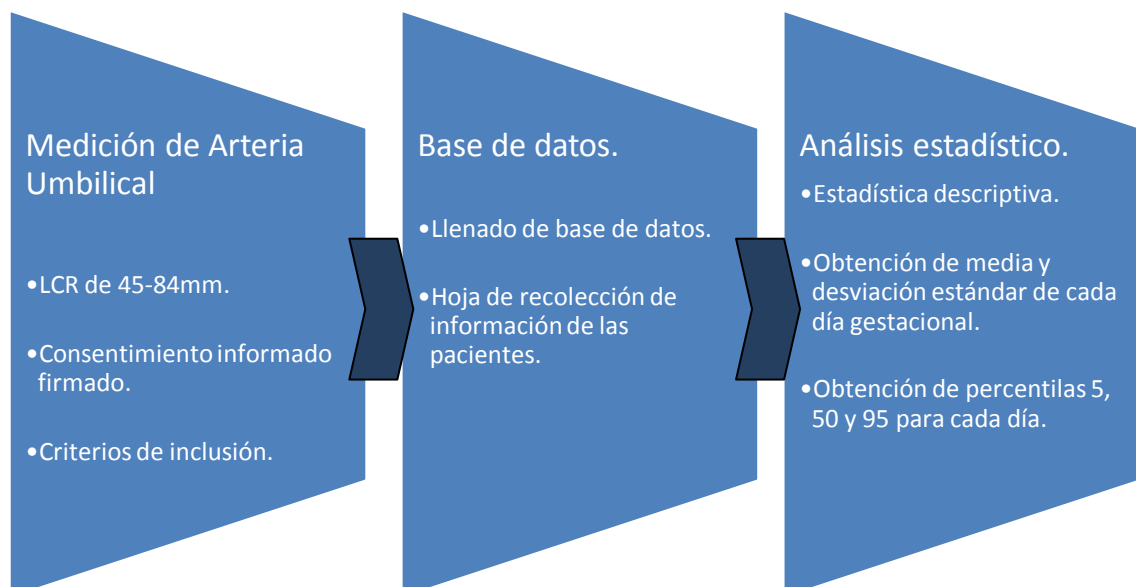 Medición de Arteria
Umbilical
•LCR de 45-84mm.
•Consentimiento informado
firmado.
•Criterios de inclusión.
Base de datos.
•Llenado de base de datos.
•Hoja de recolección de
información de las
pacientes.
Análisis estadístico.
•Estadística descriptiva.
•Obtención de media y
desviación estándar de cada
día gestacional.
•Obtención de percentilas 5,
50 y 95 para cada día.